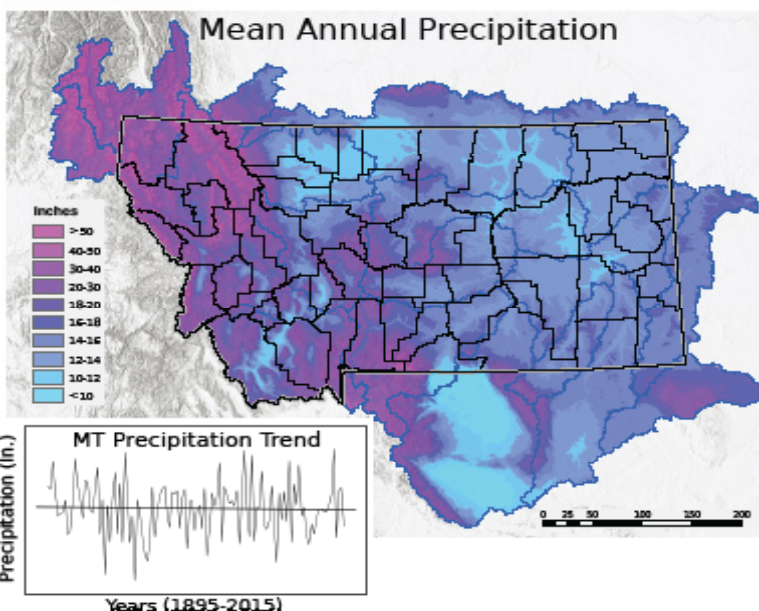 Mean Annual Precipitation
Inches
>50
40-50
30-40
20-30
18-20
16-18
14-16
12-14
10-12
<10
MT Precipitation Trend
Precipitation (In.)
Years (1895-2015)
0 25 50 100 150 200